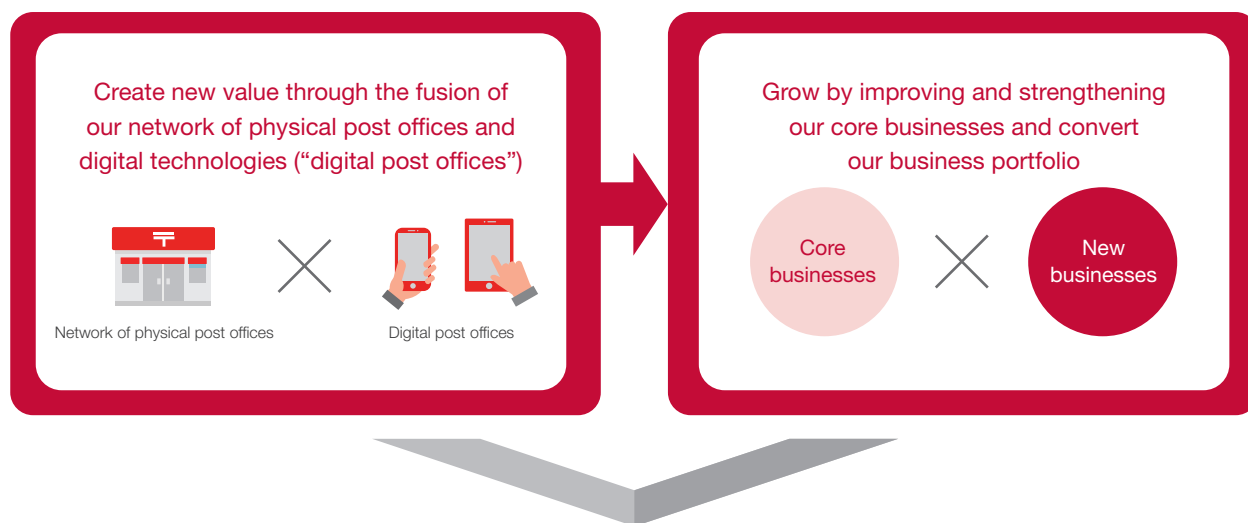 Create new value through the fusion of
our network of physical post offices and
digital technologies (“digital post offices”)
Network of physical post offices
Digital post offices
Grow by improving and strengthening
our core businesses and convert
our business portfolio
Core
businesses
New
businesses